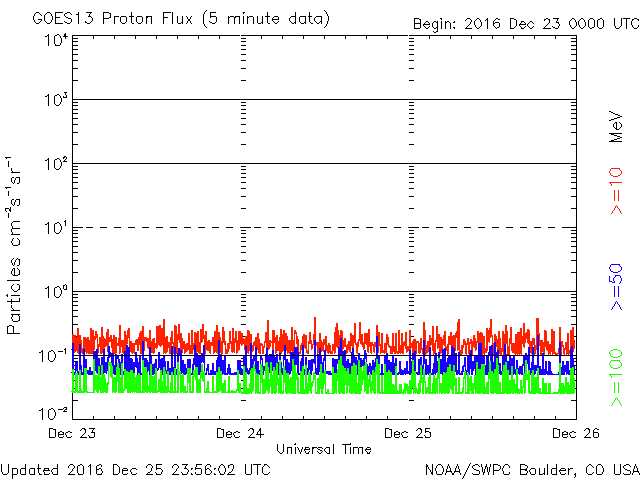 GOES13 Proton Flux (5 minute data)
Begin: 2016 Dec 23 0000 UTC
Particles cm⁻²s⁻¹sr⁻¹
10⁴
10³
10²
10¹
10⁰
10⁻¹
10⁻²
Dec 23
Dec 24
Dec 25
Dec 26
Universal Time
MeV
>=10
>=50
>=100
Updated 2016 Dec 25 23:56:02 UTC
NOAA/SWPC Boulder, CO USA